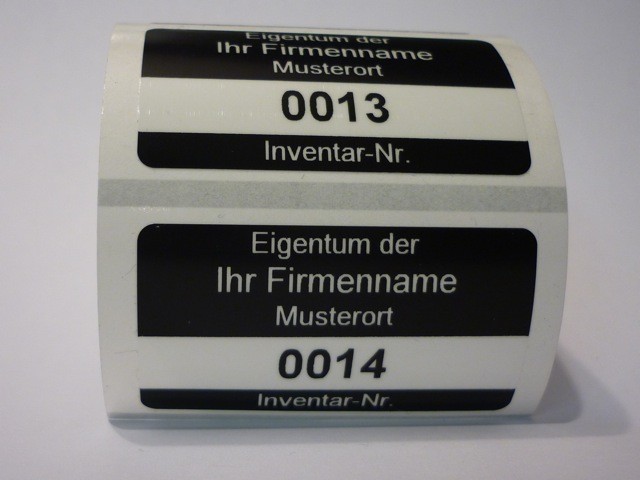 Eigentum der
Ihr Firmenname
Musterort
0013
Inventar-Nr.
Eigentum der
Ihr Firmenname
Musterort
0014
Inventar-Nr.